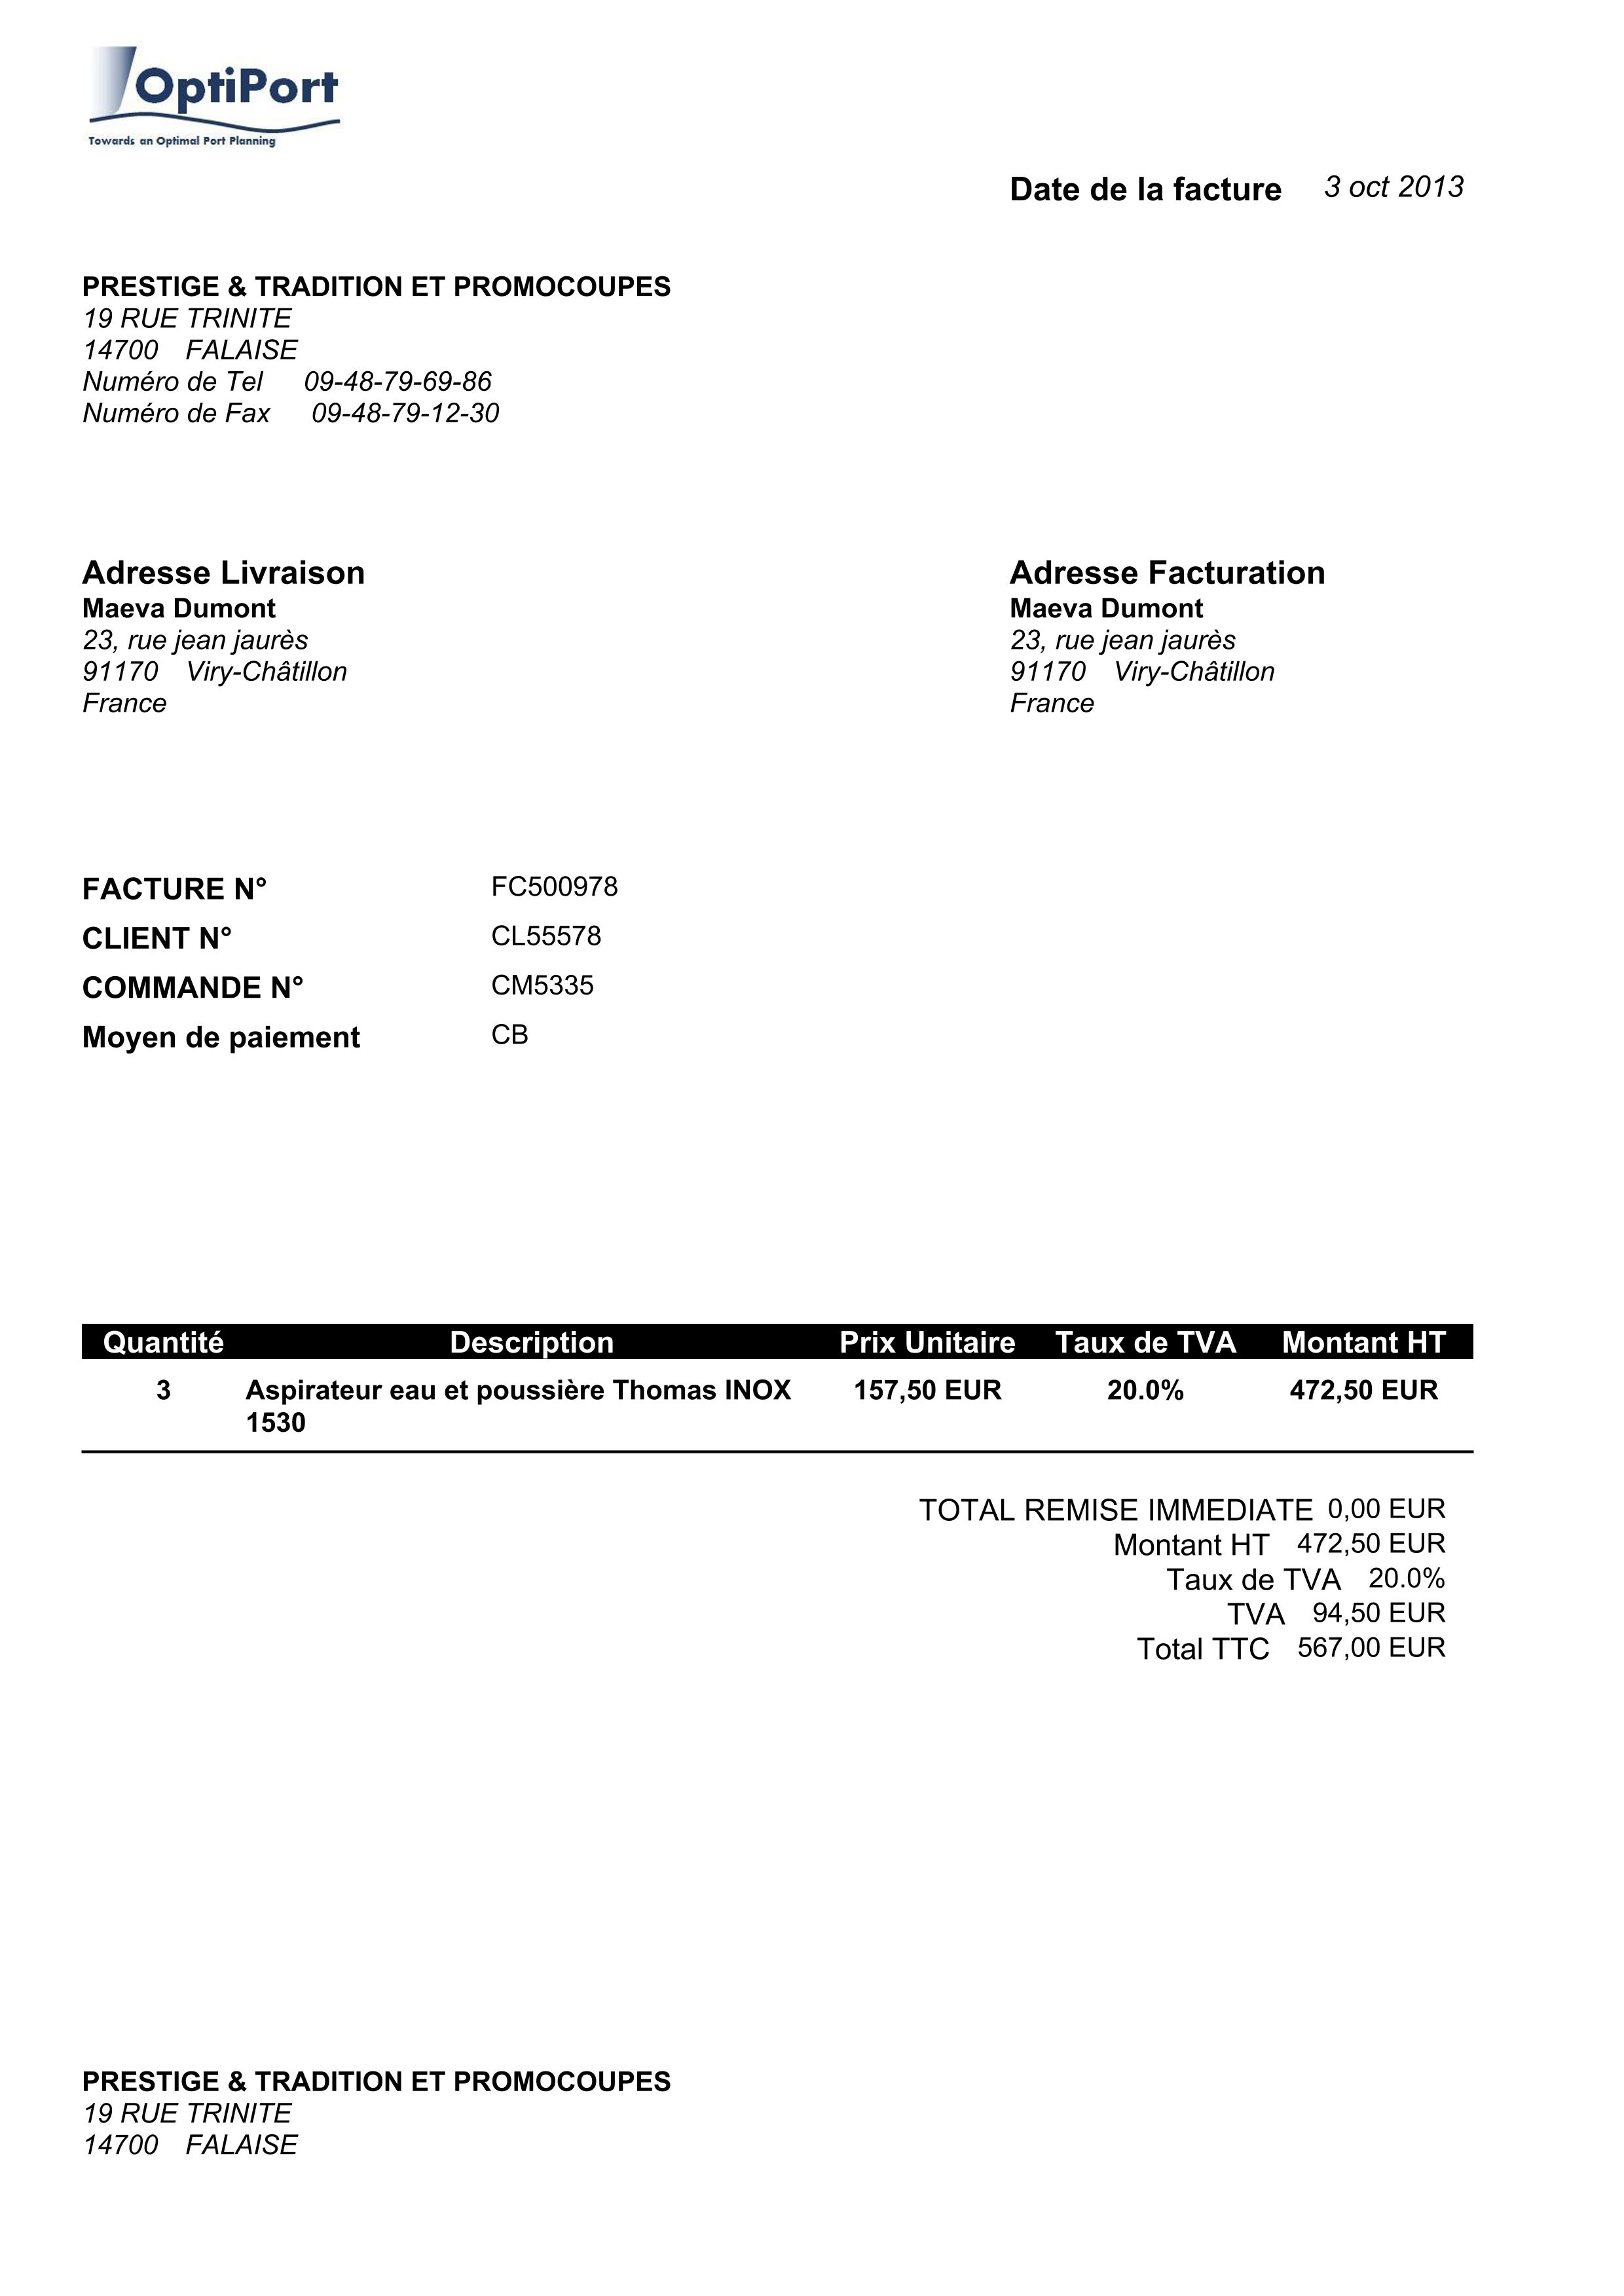 OptiPort
Towards an Optimal Port Planning
Date de la facture 3 oct 2013
PRESTIGE & TRADITION ET PROMOCOUPES
19 RUE TRINITE
14700 FALAISE
Numéro de Tel 09-48-79-69-86
Numéro de Fax 09-48-79-12-30
Adresse Livraison
Maeva Dumont
23, rue jean jaurès
91170 Viry-Châtillon
France
Adresse Facturation
Maeva Dumont
23, rue jean jaurès
91170 Viry-Châtillon
France
FACTURE N° FC500978
CLIENT N° CL55578
COMMANDE N° CM5335
Moyen de paiement CB
Quantité Description Prix Unitaire Taux de TVA Montant HT
3 Aspirateur eau et poussière Thomas INOX 157,50 EUR 20.0% 472,50 EUR
1530
TOTAL REMISE IMMEDIATE 0,00 EUR
Montant HT 472,50 EUR
Taux de TVA 20.0%
TVA 94,50 EUR
Total TTC 567,00 EUR
PRESTIGE & TRADITION ET PROMOCOUPES
19 RUE TRINITE
14700 FALAISE